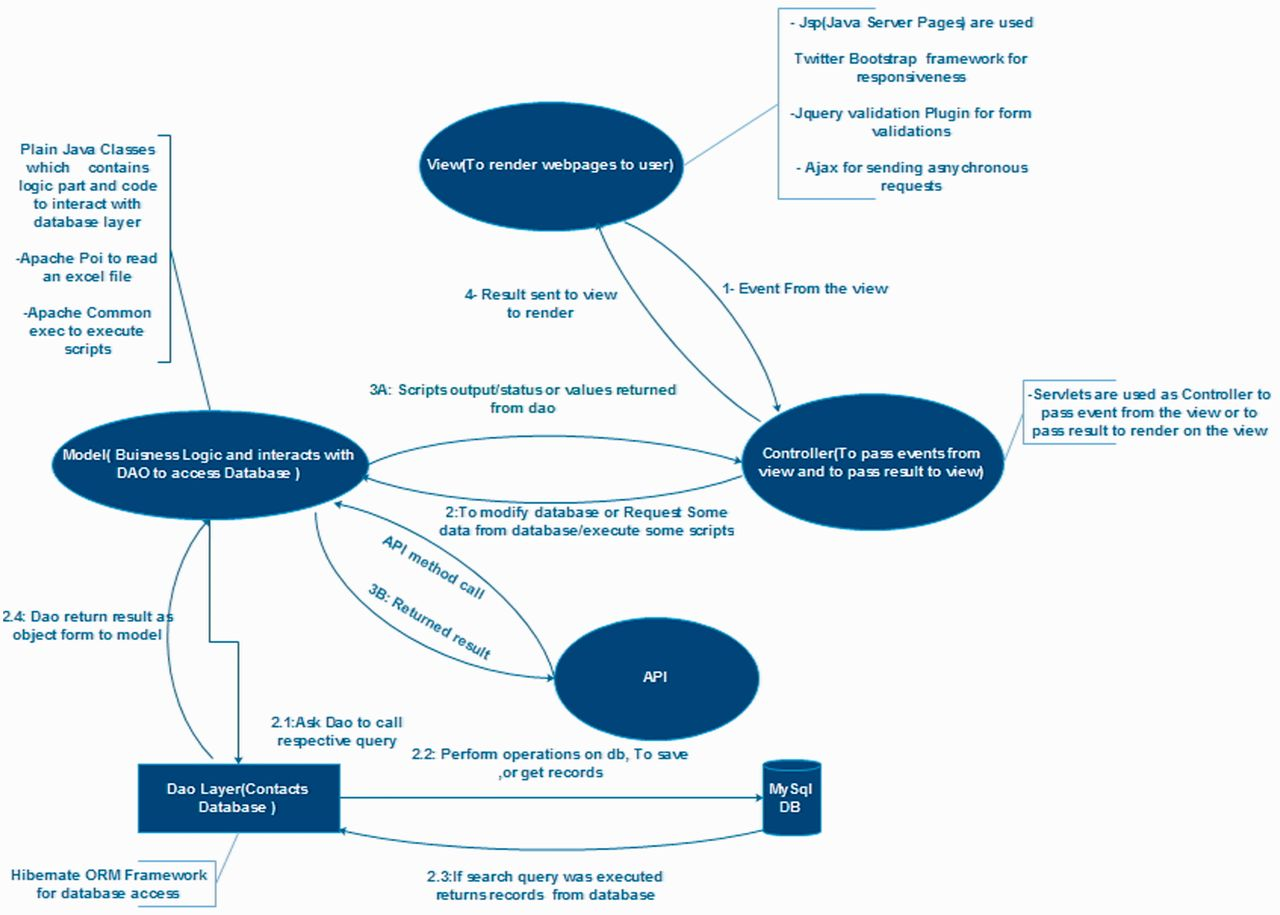 - Jsp(Java Server Pages) are used
Twitter Bootstrap framework for
responsiveness
-Jquery validation Plugin for form
validations
- Ajax for sending asnychronous
requests
View(To render webpages to user)
Plain Java Classes
which contains
logic part and code
to interact with
database layer
-Apache Poi to read
an excel file
-Apache Common
exec to execute
scripts
4- Result sent to view
to render
1- Event From the view
3A: Scripts output/status or values returned
from dao
-Servlets are used as Controller to
pass event from the view or to
pass result to render on the view
Model( Buisness Logic and interacts with
DAO to access Database )
Controller(To pass events from
view and to pass result to view)
2:To modify database or Request Some
data from database/execute some scripts
API method call
3B: Returned result
2.4: Dao return result as
object form to model
API
2.1:Ask Dao to call
respective query
2.2: Perform operations on db, To save
,or get records
Dao Layer(Contacts
Database )
MySql
DB
Hibernate ORM Framework
for database access
2.3:If search query was executed
returns records from database